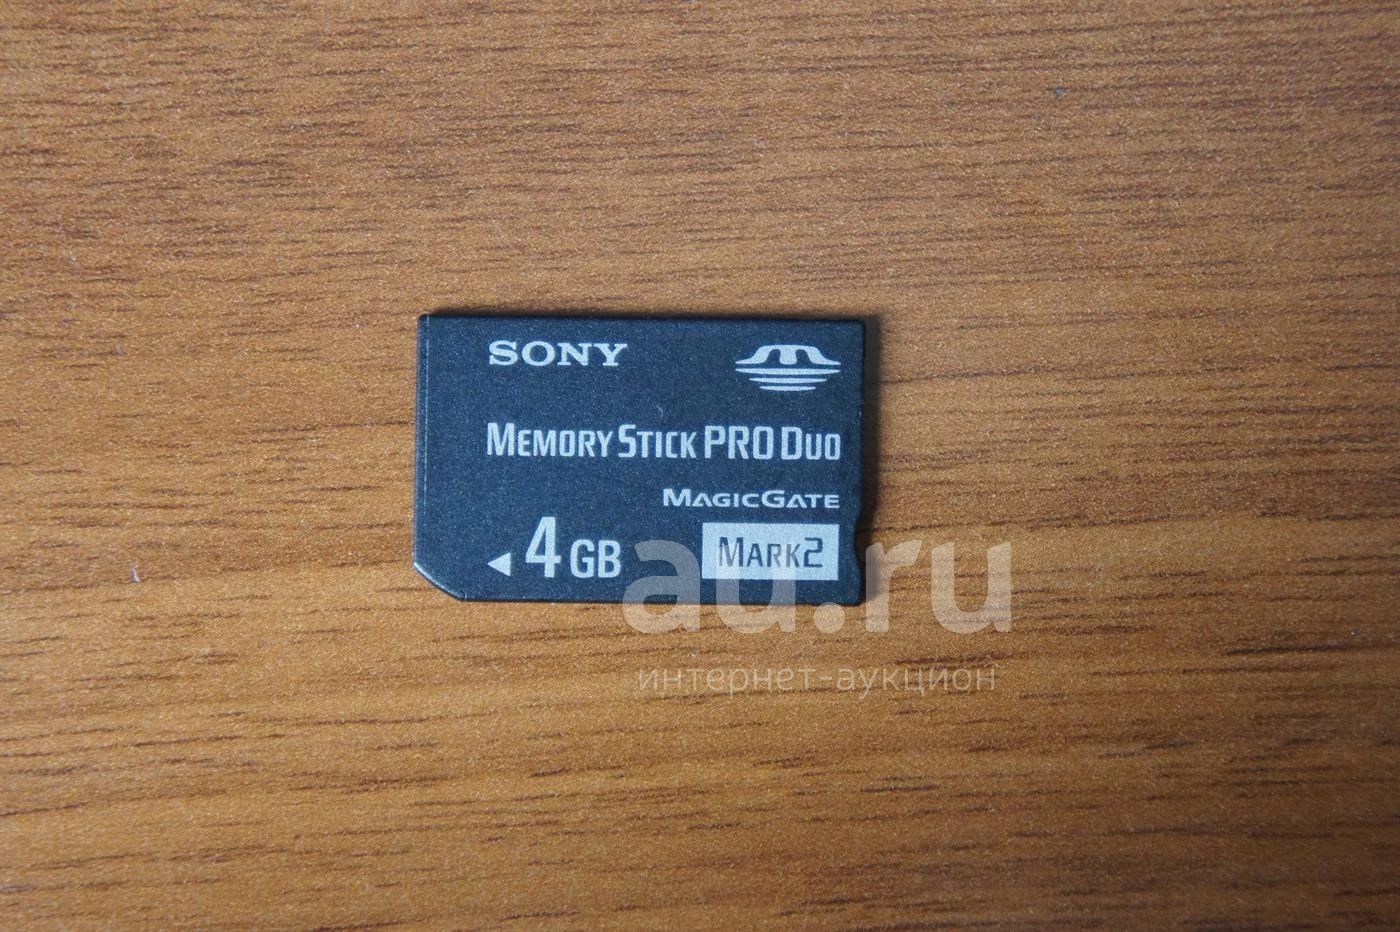 SONY
MEMORY STICK PRO DUO
MAGICGATE
4 GB
MARK2
au.ru
интернет-аукцион